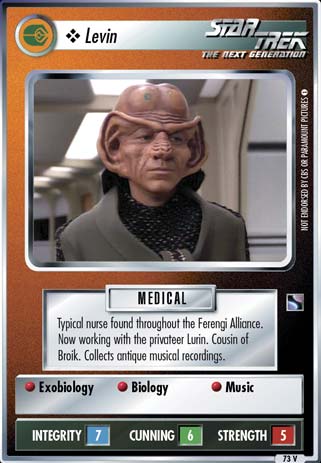 ❖ Levin
STAR TREK
THE NEXT GENERATION
NOT ENDORSED BY CBS OR PARAMOUNT PICTURES
MEDICAL
Typical nurse found throughout the Ferengi Alliance.
Now working with the privateer Lurin. Cousin of
Broik. Collects antique musical recordings.
Exobiology Biology Music
INTEGRITY 7 CUNNING 6 STRENGTH 5
73 V